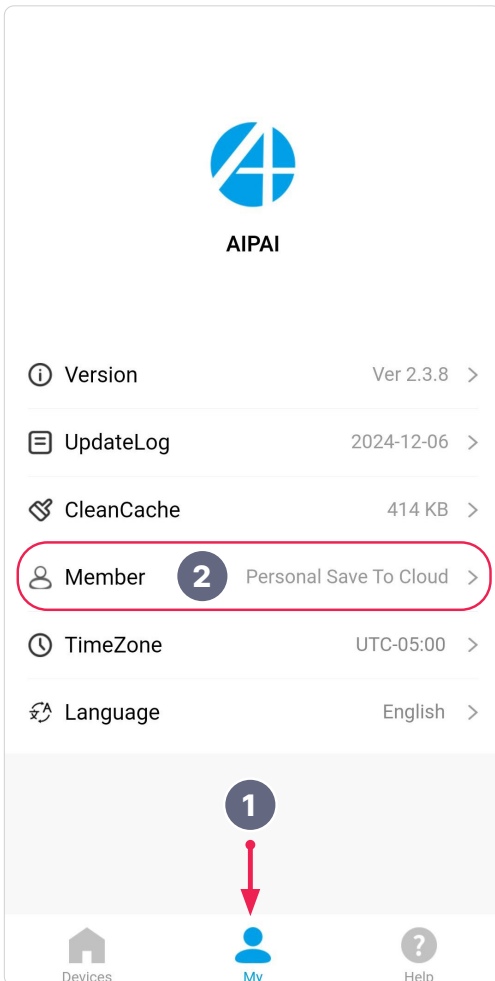 AIPAI
Version Ver 2.3.8
UpdateLog 2024-12-06
CleanCache 414 KB
Member 2 Personal Save To Cloud
TimeZone UTC-05:00
Language English
1
Devices My Help